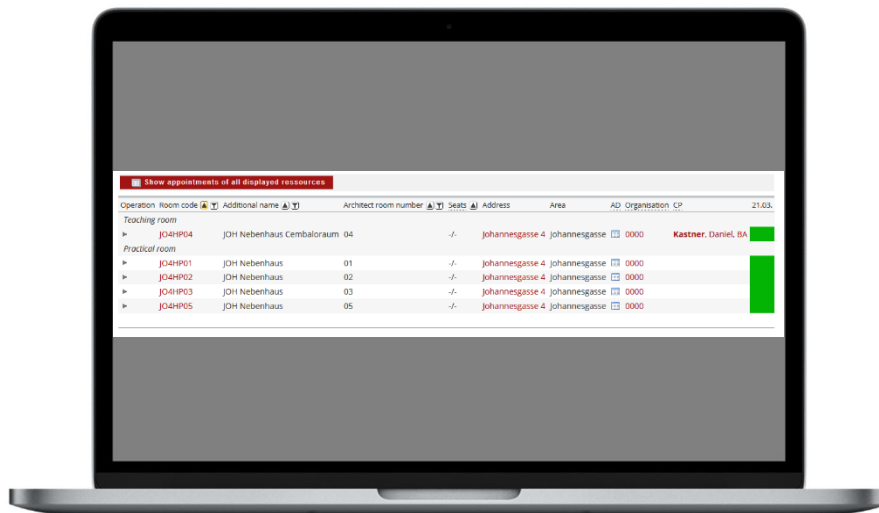 Show appointments of all displayed ressources
Operation Room code Additional name Architect room number Seats Address Area AD Organisation CP 21.03.
Teaching room
JO4HP04 JOH Nebenhaus Cembaloraum 04 -/- Johannesgasse 4 Johannesgasse 0000 Kastner, Daniel, BA
Practical room
JO4HP01 JOH Nebenhaus 01 -/- Johannesgasse 4 Johannesgasse 0000
JO4HP02 JOH Nebenhaus 02 -/- Johannesgasse 4 Johannesgasse 0000
JO4HP03 JOH Nebenhaus 03 -/- Johannesgasse 4 Johannesgasse 0000
JO4HP05 JOH Nebenhaus 05 -/- Johannesgasse 4 Johannesgasse 0000